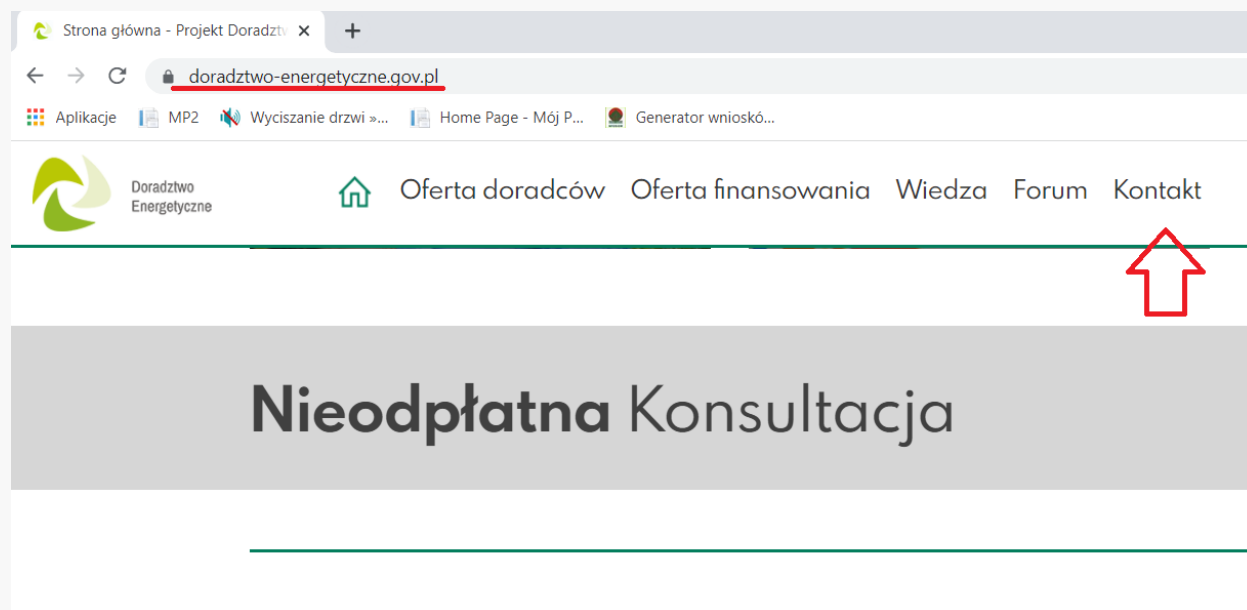 Strona główna - Projekt Doradztw
doradztwo-energetyczne.gov.pl
Aplikacje MP2 Wyciszanie drzwi »... Home Page - Mój P... Generator wnioskó...
Doradztwo
Energetyczne
Oferta doradców Oferta finansowania Wiedza Forum Kontakt
Nieodpłatna Konsultacja